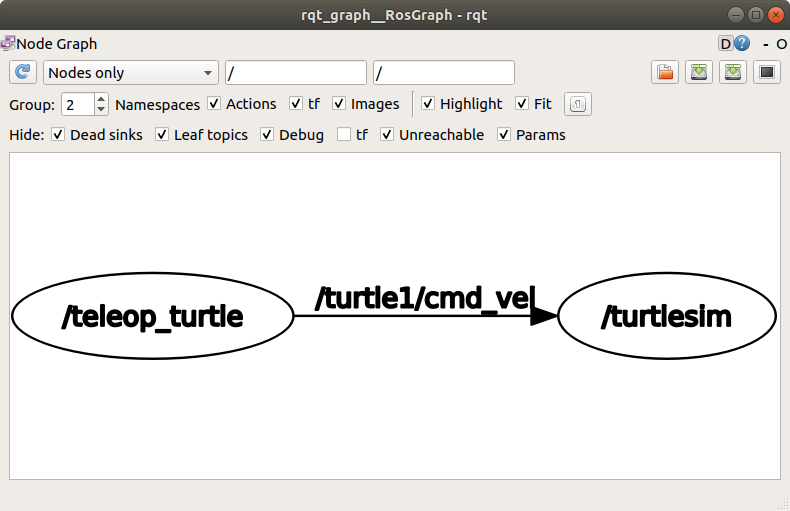 rqt_graph__RosGraph - rqt
Node Graph D ? - O
Nodes only / /
Group: 2 Namespaces Actions tf Images Highlight Fit
Hide: Dead sinks Leaf topics Debug tf Unreachable Params
/teleop_turtle /turtle1/cmd_vel /turtlesim